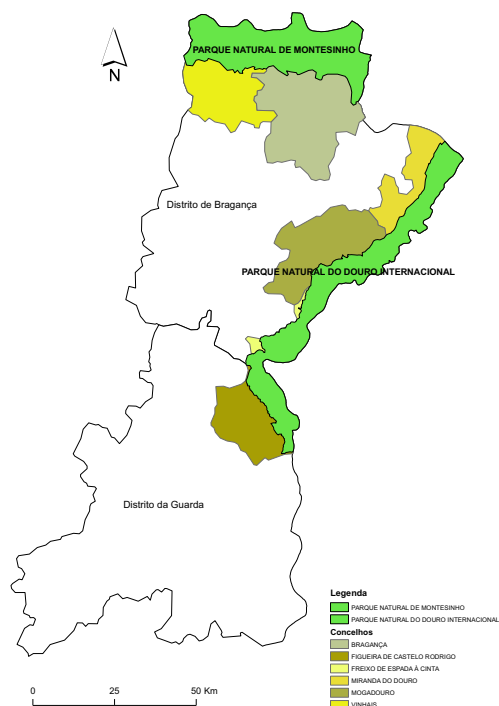 PARQUE NATURAL DE MONTESINHO
N
Distrito de Bragança
PARQUE NATURAL DO DOURO INTERNACIONAL
Distrito da Guarda
Legenda
PARQUE NATURAL DE MONTESINHO
PARQUE NATURAL DO DOURO INTERNACIONAL
Concelhos
BRAGANÇA
FIGUEIRA DE CASTELO RODRIGO
FREIXO DE ESPADA À CINTA
MIRANDA DO DOURO
MOGADOURO
VINHAIS
0 25 50 Km